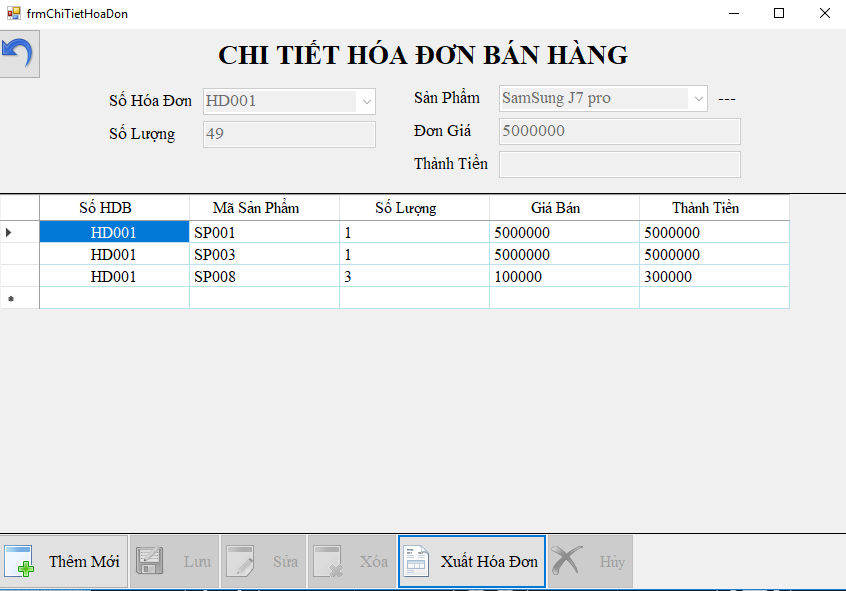 frmChiTietHoaDon
CHI TIẾT HÓA ĐƠN BÁN HÀNG
Số Hóa Đơn HD001 Sản Phẩm SamSung J7 pro ---
Số Lượng 49 Đơn Giá 5000000
Thành Tiền
Số HDB Mã Sản Phẩm Số Lượng Giá Bán Thành Tiền
HD001 SP001 1 5000000 5000000
HD001 SP003 1 5000000 5000000
HD001 SP008 3 100000 300000
Thêm Mới Lưu Sửa Xóa Xuất Hóa Đơn Hủy